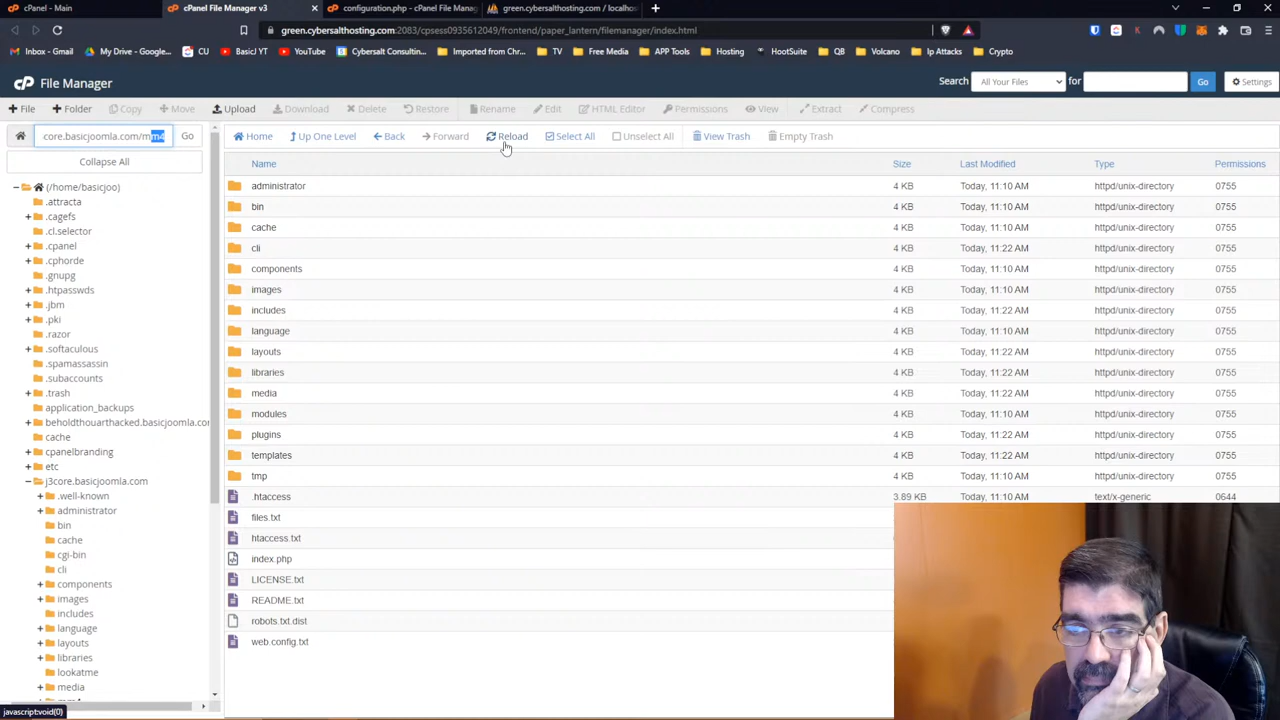 cPanel - Main
cPanel File Manager v3
configuration.php - cPanel File Manag
green.cybersalthosting.com / localhos
green.cybersalthosting.com:2083/cpsess0935612049/frontend/paper_lantern/filemanager/index.html
Inbox - Gmail
My Drive - Google...
CU
Basicl YT
YouTube
Cybersalt Consulting...
Imported from Chr...
TV
Free Media
APP Tools
Hosting
HootSuite
QB
Volcano
Ip Attacks
Crypto
cP File Manager
Search
All Your Files
for
Go
Settings
File
Folder
Copy
Move
Upload
Download
Delete
Restore
Rename
Edit
HTML Editor
Permissions
View
Extract
Compress
core.basicjoomla.com/mm4
Go
Home
Up One Level
Back
Forward
Reload
Select All
Unselect All
View Trash
Empty Trash
Collapse All
(/home/basicjoo)
.attracta
.cagefs
.cl.selector
.cpanel
.cphorde
.gnupg
.htpasswds
.jbm
.pki
.razor
.softaculous
.spamassassin
.subaccounts
.trash
application_backups
beholdthouarthacked.basicjoomla.cor
cache
cpanelbranding
etc
j3core.basicjoomla.com
.well-known
administrator
bin
cache
cgi-bin
cli
components
images
includes
language
layouts
libraries
lookatme
media
mm4
javascript:void(0)
Name Size Last Modified Type Permissions
administrator 4 KB Today, 11:10 AM httpd/unix-directory 0755
bin 4 KB Today, 11:10 AM httpd/unix-directory 0755
cache 4 KB Today, 11:10 AM httpd/unix-directory 0755
cli 4 KB Today, 11:22 AM httpd/unix-directory 0755
components 4 KB Today, 11:10 AM httpd/unix-directory 0755
images 4 KB Today, 11:10 AM httpd/unix-directory 0755
includes 4 KB Today, 11:22 AM httpd/unix-directory 0755
language 4 KB Today, 11:10 AM httpd/unix-directory 0755
layouts 4 KB Today, 11:22 AM httpd/unix-directory 0755
libraries 4 KB Today, 11:22 AM httpd/unix-directory 0755
media 4 KB Today, 11:22 AM httpd/unix-directory 0755
modules 4 KB Today, 11:10 AM httpd/unix-directory 0755
plugins 4 KB Today, 11:22 AM httpd/unix-directory 0755
templates 4 KB Today, 11:22 AM httpd/unix-directory 0755
tmp 4 KB Today, 11:10 AM httpd/unix-directory 0755
.htaccess 3.89 KB Today, 11:10 AM text/x-generic 0644
files.txt
htaccess.txt
index.php
LICENSE.txt
README.txt
robots.txt.dist
web.config.txt